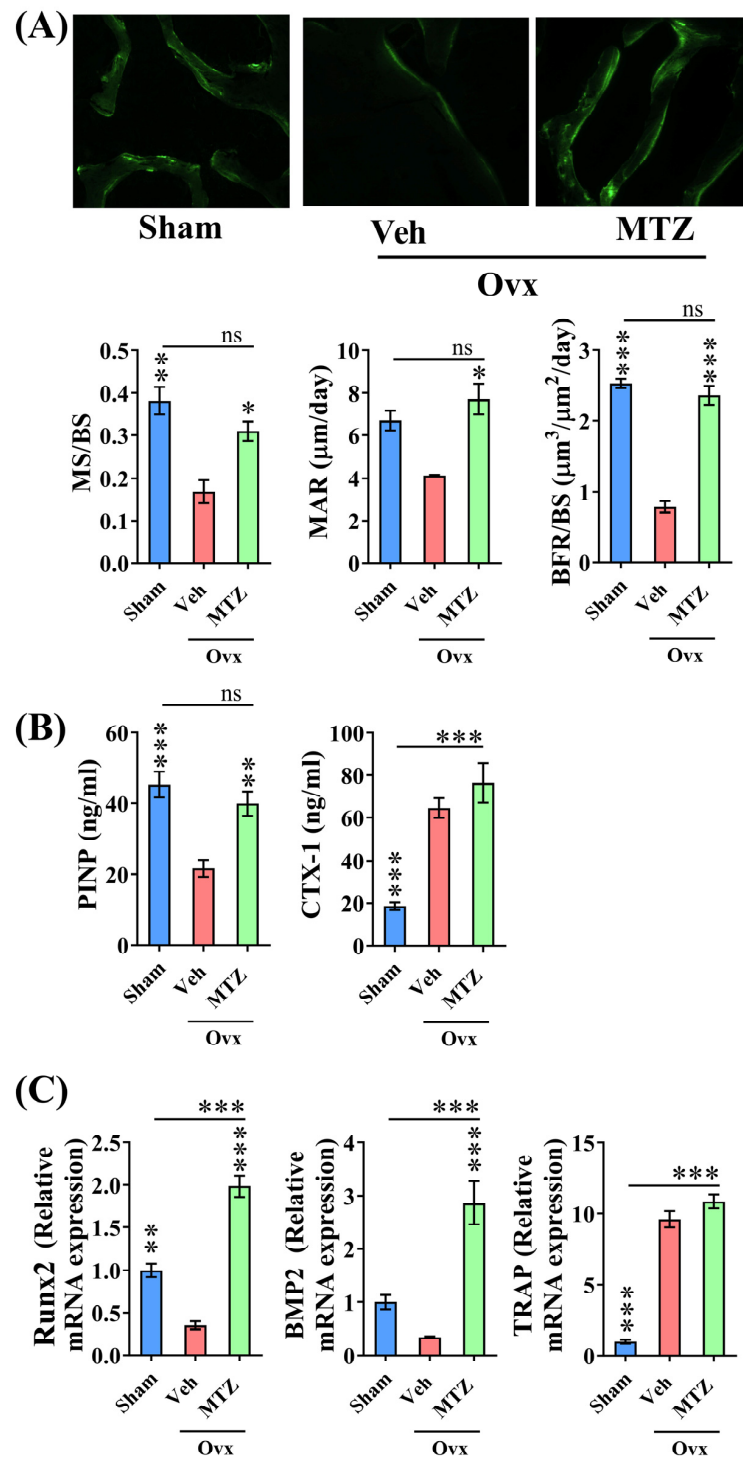 (A)
Sham Veh MTZ
Ovx
MS/BS
0.5
0.4
0.3
0.2
0.1
0.0
ns
**
*
Sham Veh MTZ
Ovx
MAR (µm/day)
8
6
4
2
0
ns
*
Sham Veh MTZ
Ovx
BFR/BS (µm³/µm²/day)
3
2
1
0
ns
***
***
Sham Veh MTZ
Ovx
(B)
PINP (ng/ml)
60
40
20
0
ns
***
**
Sham Veh MTZ
Ovx
CTX-1 (ng/ml)
100
80
60
40
20
0
***
***
Sham Veh MTZ
Ovx
(C)
Runx2 (Relative
mRNA expression)
2.5
2.0
1.5
1.0
0.5
0.0
***
**
***
Sham Veh MTZ
Ovx
BMP2 (Relative
mRNA expression)
4
3
2
1
0
***
***
Sham Veh MTZ
Ovx
TRAP (Relative
mRNA expression)
15
10
5
0
***
***
Sham Veh MTZ
Ovx